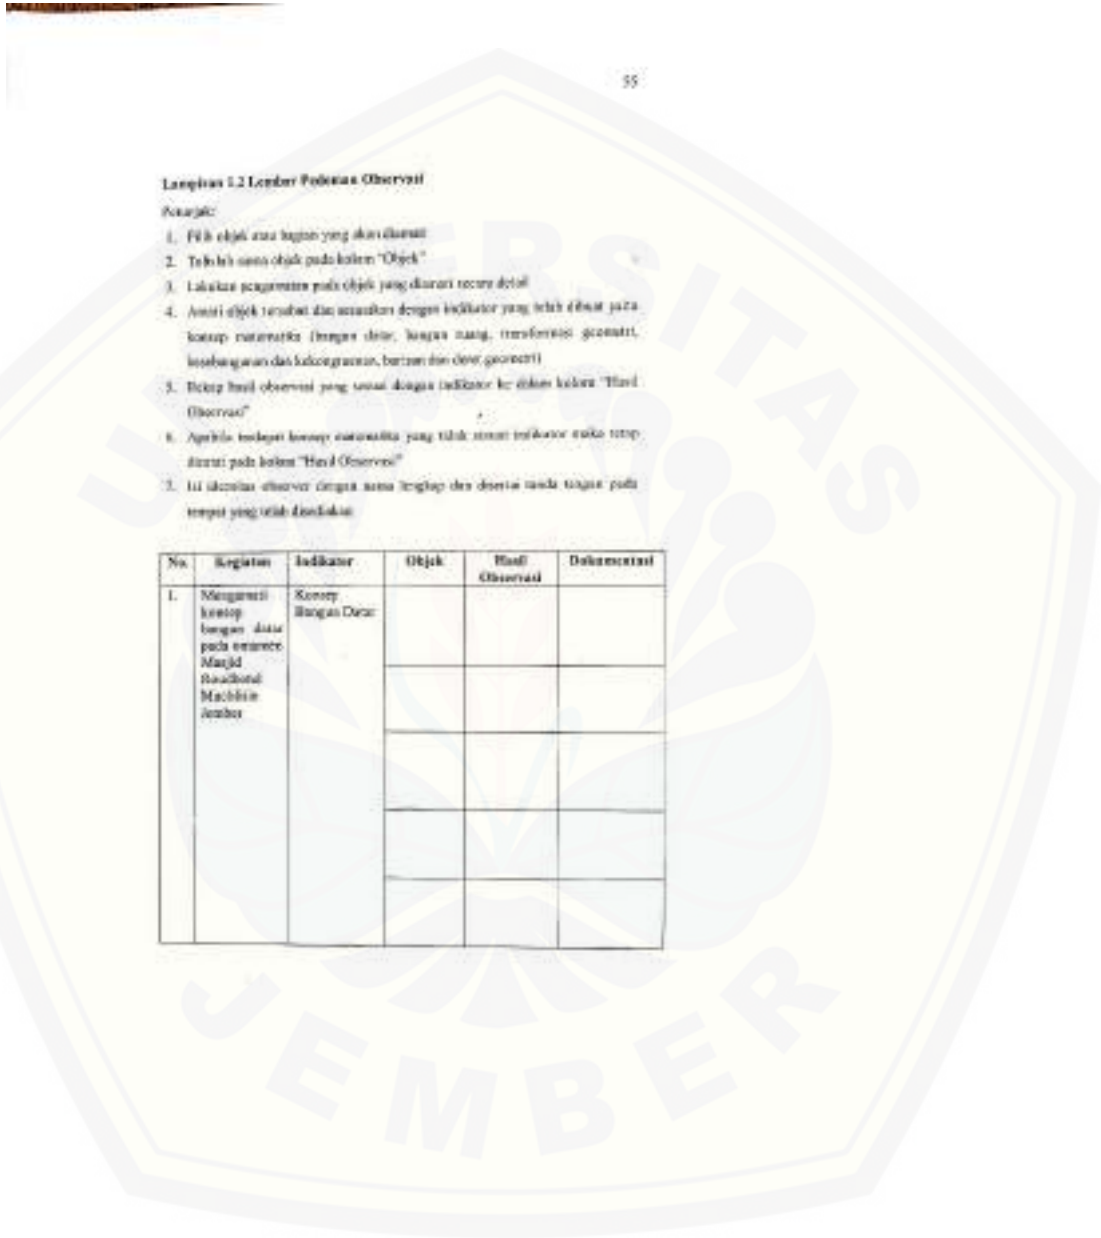 55
Lampiran 1.2 Lembar Pedoman Observasi
Petunjuk:
1. Pilih objek atau bagian yang akan diamati
2. Tulislah nama objek pada kolom "Objek"
3. Lakukan pengamatan pada objek yang diamati secara detail
4. Amati objek tersebut dan sesuaikan dengan indikator yang telah dibuat yaitu
konsep matematika (bangun datar, bangun ruang, transformasi geometri,
kesebangunan dan kekongruenan, barisan dan deret geometri)
5. Rekap hasil observasi yang sesuai dengan indikator ke dalam kolom "Hasil
Observasi"
6. Apabila terdapat konsep matematika yang tidak sesuai indikator maka tetap
dicatat pada kolom "Hasil Observasi"
7. Isi identitas observer dengan nama lengkap dan disertai tanda tangan pada
tempat yang telah disediakan
No. Kegiatan Indikator Objek Hasil Observasi Dokumentasi
1. Mengamati Konsep
konsep Bangun Datar
bangun datar
pada ornamen
Masjid
Roudhotul
Muchlisin
Jember
UNIVERSITAS
JEMBER